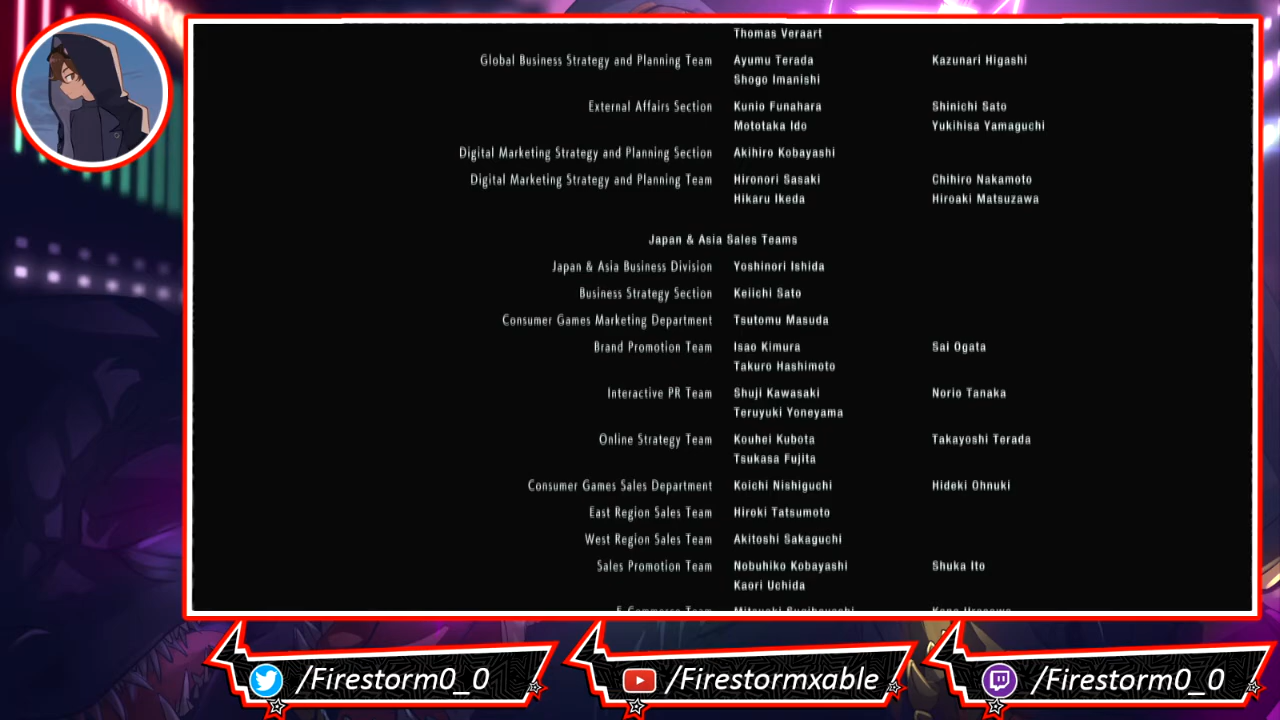 Thomas Veraart
Global Business Strategy and Planning Team Ayumu Terada Kazunari Higashi
Shogo Imanishi
External Affairs Section Kunio Funahara Shinichi Sato
Mototaka Ido Yukihisa Yamaguchi
Digital Marketing Strategy and Planning Section Akihiro Kobayashi
Digital Marketing Strategy and Planning Team Hironori Sasaki Chihiro Nakamoto
Hikaru Ikeda Hiroaki Matsuzawa
Japan & Asia Sales Teams
Japan & Asia Business Division Yoshinori Ishida
Business Strategy Section Keiichi Sato
Consumer Games Marketing Department Tsutomu Masuda
Brand Promotion Team Isao Kimura Sai Ogata
Takuro Hashimoto
Interactive PR Team Shuji Kawasaki Norio Tanaka
Teruyuki Yoneyama
Online Strategy Team Kouhei Kubota Takayoshi Terada
Tsukasa Fujita
Consumer Games Sales Department Koichi Nishiguchi Hideki Ohnuki
East Region Sales Team Hiroki Tatsumoto
West Region Sales Team Akitoshi Sakaguchi
Sales Promotion Team Nobuhiko Kobayashi Shuka Ito
Kaori Uchida
/Firestorm0_0 /Firestormxable /Firestorm0_0